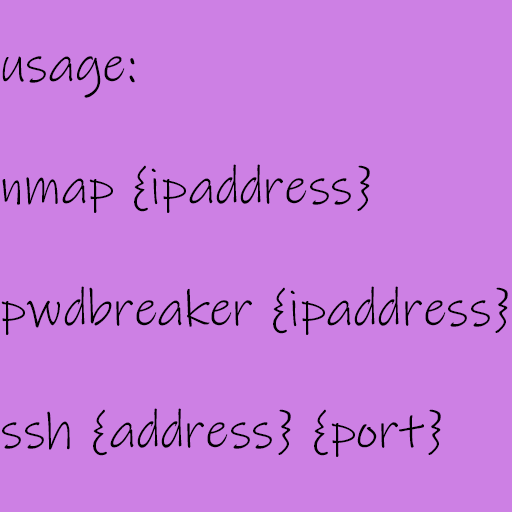 usage:
nmap {ipaddress}
pwdbreaker {ipaddress}
ssh {address} {port}